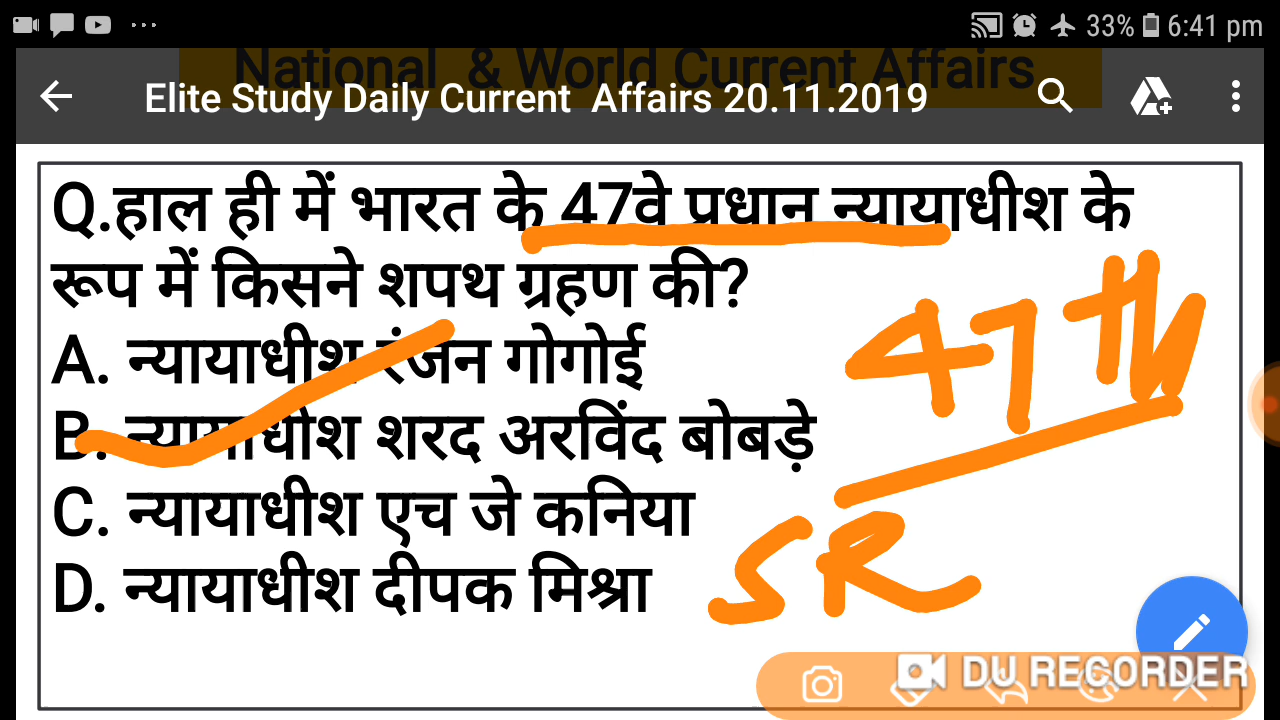 33% 6:41 pm
National & World Current Affairs
Elite Study Daily Current Affairs 20.11.2019
Q.हाल ही में भारत के 47वे प्रधान न्यायाधीश के
रूप में किसने शपथ ग्रहण की?
A. न्यायाधीश रंजन गोगोई
B. न्यायाधीश शरद अरविंद बोबड़े
C. न्यायाधीश एच जे कनिया
D. न्यायाधीश दीपक मिश्रा
47th
SR
DU RECORDER